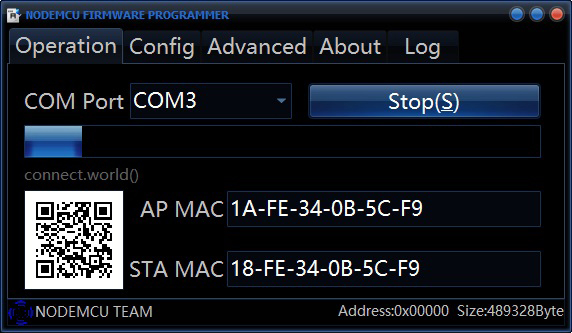 NODEMCU FIRMWARE PROGRAMMER
Operation Config Advanced About Log
COM Port COM3 Stop(S)
connect.world()
AP MAC 1A-FE-34-0B-5C-F9
STA MAC 18-FE-34-0B-5C-F9
NODEMCU TEAM Address:0x00000 Size:489328Byte